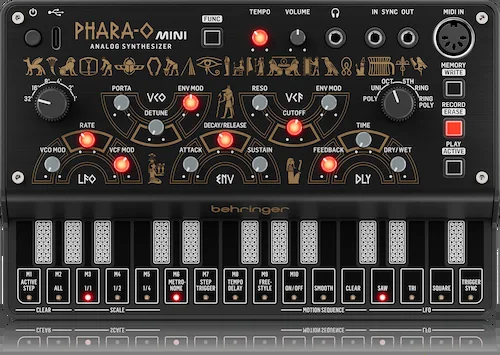 FUNC
TEMPO
VOLUME
IN SYNC OUT
MIDI IN
PHARA-O MINI
ANALOG SYNTHESIZER
MEMORY
WRITE
16'
32'
PORTA
VCO
ENV MOD
RESO
VCF
ENV MOD
OCT
5TH
UNI
RING
POLY
POLY
RING
DETUNE
CUTOFF
RECORD
ERASE
RATE
DECAY/RELEASE
TIME
PLAY
ACTIVE
VCO MOD
VCF MOD
ATTACK
SUSTAIN
FEEDBACK
DRY/WET
LFO
ENV
DLY
behringer
M1
ACTIVE STEP
M2
ALL
M3
1/1
M4
1/2
M5
1/4
M6
METRO-NOME
M7
STEP TRIGGER
M8
TEMPO DELAY
M9
FREE-STYLE
M10
ON/OFF
SMOOTH
CLEAR
SAW
TRI
SQUARE
TRIGGER SYNC
CLEAR
SCALE
MOTION SEQUENCE
LFO